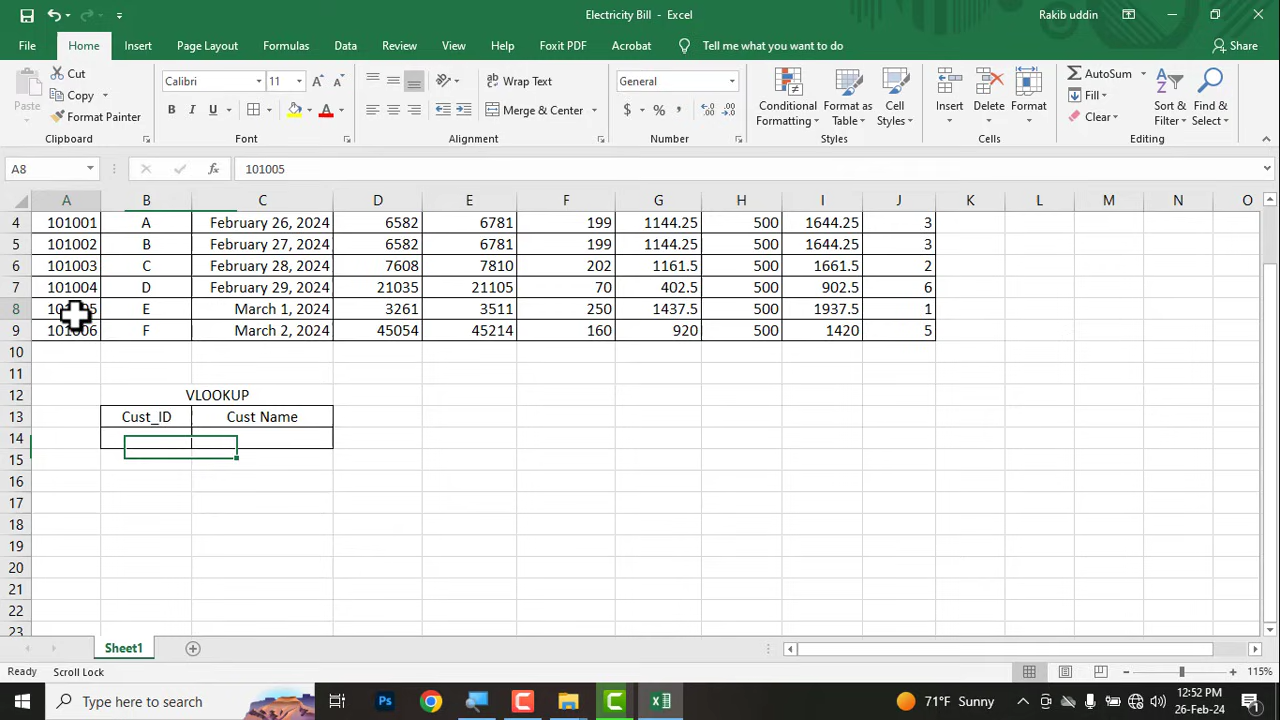 Electricity Bill - Excel
Rakib uddin
File Home Insert Page Layout Formulas Data Review View Help Foxit PDF Acrobat Tell me what you want to do Share
Paste
Cut
Copy
Format Painter
Clipboard
Calibri 11
B I U
Font
Wrap Text
Merge & Center
Alignment
General
$ % ,
Number
Conditional Formatting
Format as Table
Cell Styles
Styles
Insert Delete Format
Cells
AutoSum
Fill
Clear
Sort & Filter
Find & Select
Editing
A8 fx 101005
A B C D E F G H I J K L M N O
4 101001 A February 26, 2024 6582 6781 199 1144.25 500 1644.25 3
5 101002 B February 27, 2024 6582 6781 199 1144.25 500 1644.25 3
6 101003 C February 28, 2024 7608 7810 202 1161.5 500 1661.5 2
7 101004 D February 29, 2024 21035 21105 70 402.5 500 902.5 6
8 101005 E March 1, 2024 3261 3511 250 1437.5 500 1937.5 1
9 101006 F March 2, 2024 45054 45214 160 920 500 1420 5
10
11
12 VLOOKUP
13 Cust_ID Cust Name
14
15
16
17
18
19
20
21
22
23
Sheet1
Ready Scroll Lock 115%
Type here to search
Ps
71°F Sunny
12:52 PM
26-Feb-24
1